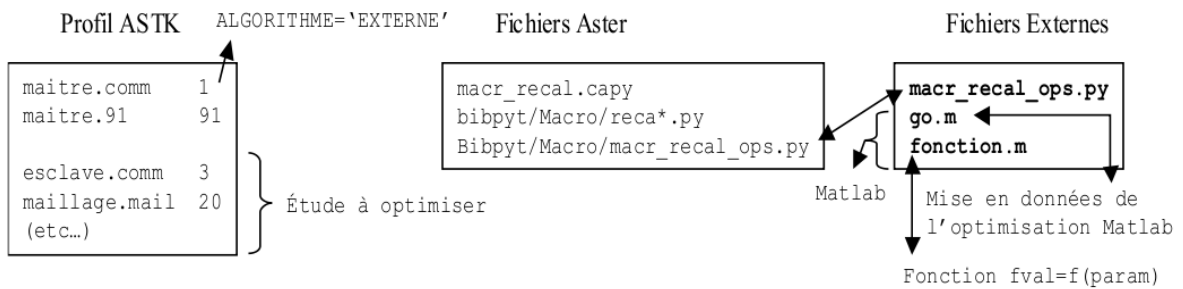 Profil ASTK
ALGORITHME=‘EXTERNE’
maitre.comm 1
maitre.91 91
esclave.comm 3
maillage.mail 20
(etc…)
Étude à optimiser
Fichiers Aster
macr_recal.capy
bibpyt/Macro/reca*.py
Bibpyt/Macro/macr_recal_ops.py
Fichiers Externes
macr_recal_ops.py
go.m
fonction.m
Matlab
Mise en données de
l’optimisation Matlab
Fonction fval=f(param)